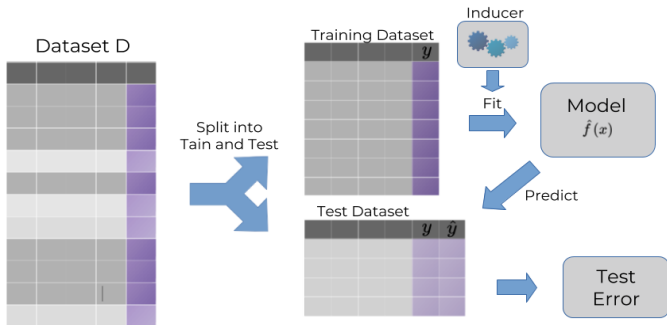 Dataset D
Split into
Tain and Test
Training Dataset
y
Inducer
Fit
Model
f̂(x)
Predict
Test Dataset
y ŷ
Test
Error